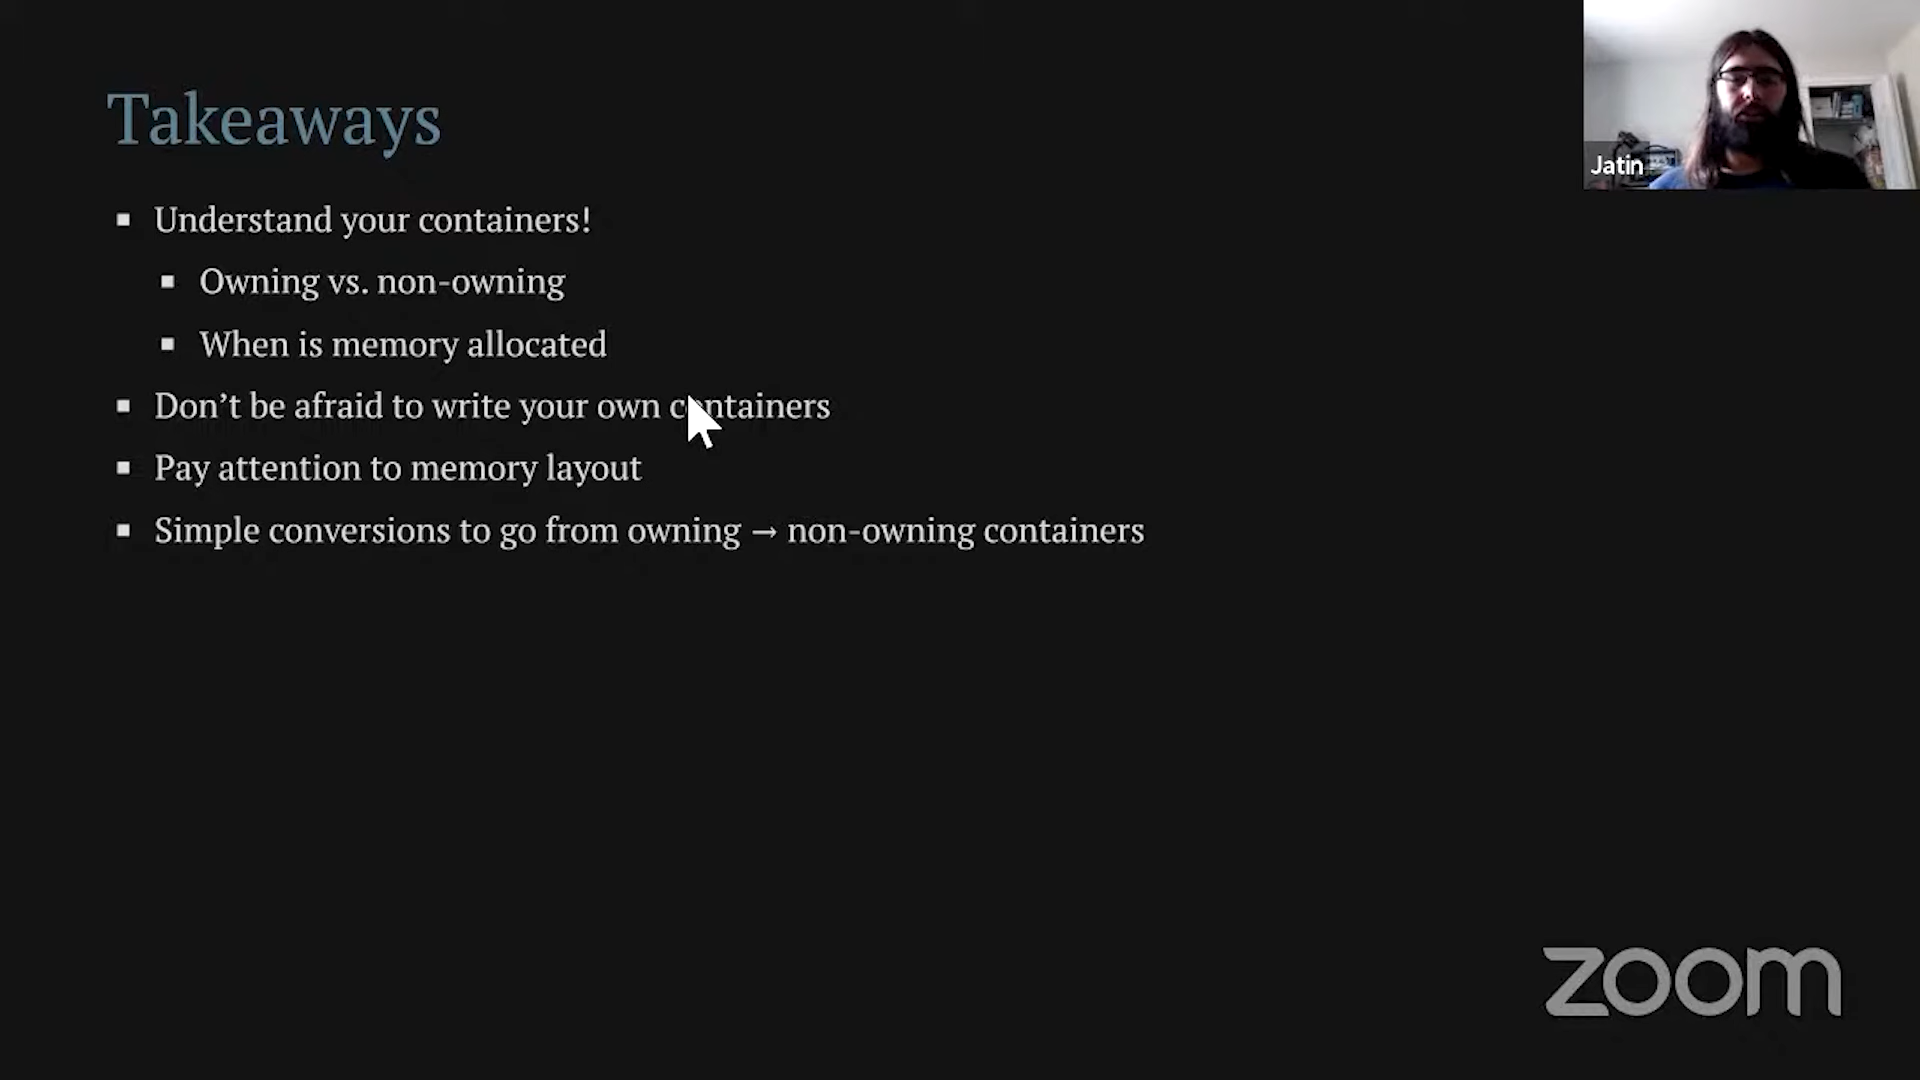 Takeaways
Understand your containers!
Owning vs. non-owning
When is memory allocated
Don’t be afraid to write your own containers
Pay attention to memory layout
Simple conversions to go from owning → non-owning containers
Jatin
zoom